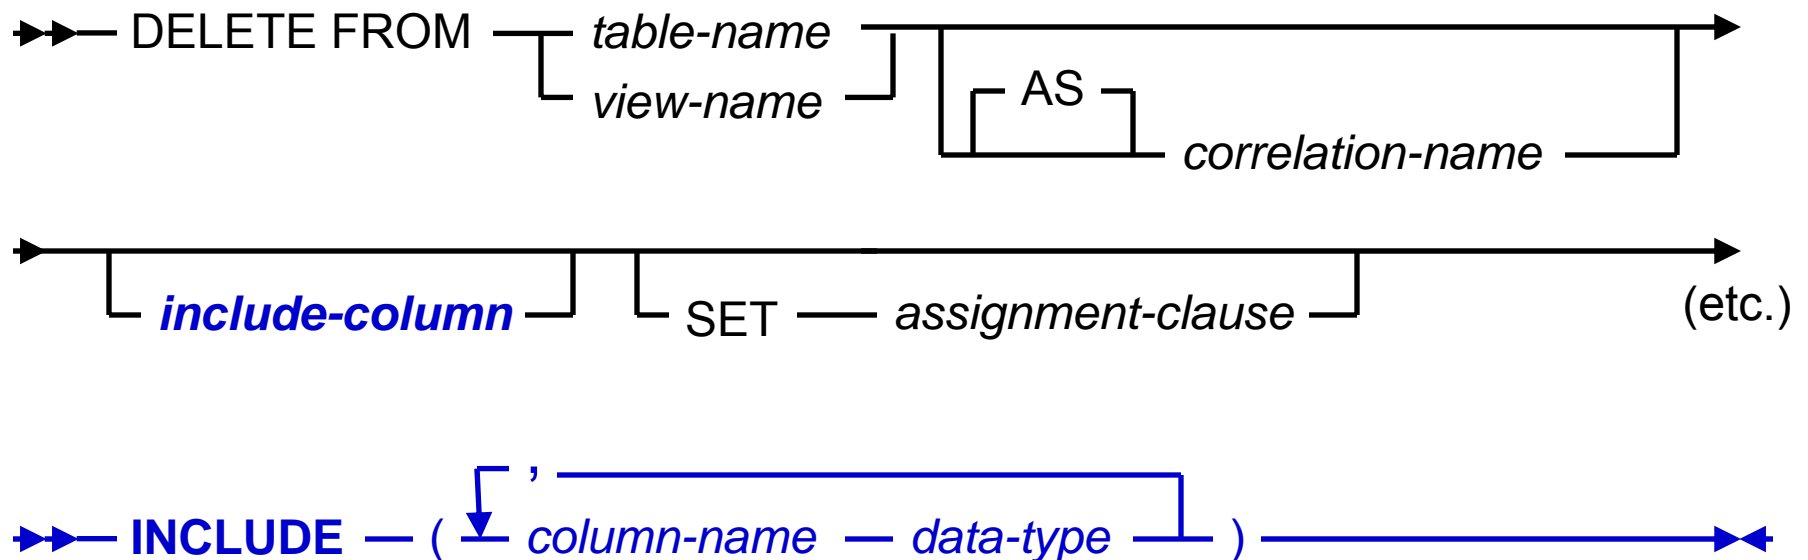 DELETE FROM table-name
view-name
AS
correlation-name
include-column SET assignment-clause (etc.)
,
INCLUDE ( column-name data-type )